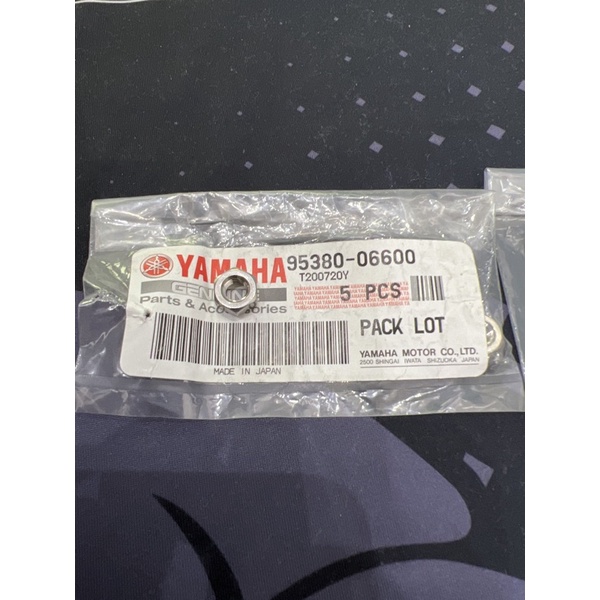 YAMAHA 95380-06600
T200720Y
GENUINE
Parts & Accessories
5 PCS
PACK LOT
MADE IN JAPAN
YAMAHA MOTOR CO., LTD.
2500 SHINGAI IWATA SHIZUOKA JAPAN